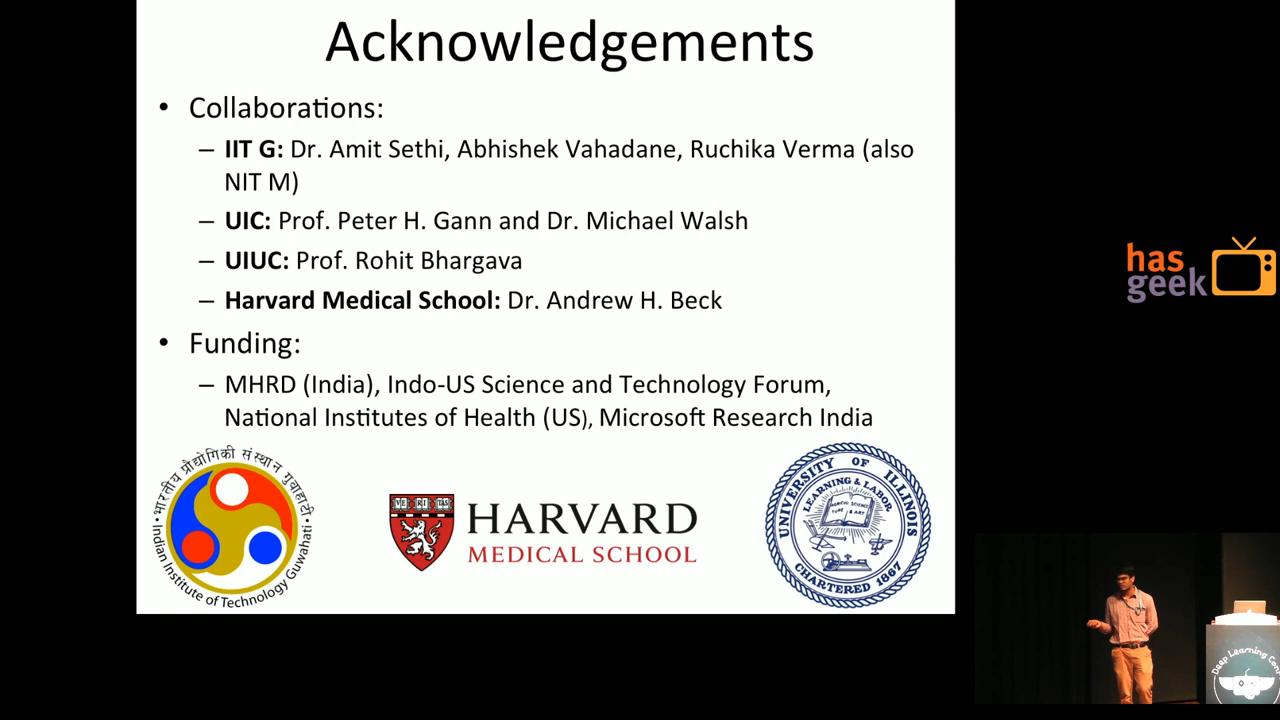 Acknowledgements
• Collaborations:
– IIT G: Dr. Amit Sethi, Abhishek Vahadane, Ruchika Verma (also
NIT M)
– UIC: Prof. Peter H. Gann and Dr. Michael Walsh
– UIUC: Prof. Rohit Bhargava
– Harvard Medical School: Dr. Andrew H. Beck
• Funding:
– MHRD (India), Indo-US Science and Technology Forum,
National Institutes of Health (US), Microsoft Research India
भारतीय प्रौद्योगिकी संस्थान गुवाहाटी
Indian Institute of Technology Guwahati
VE RI TAS
HARVARD
MEDICAL SCHOOL
UNIVERSITY OF ILLINOIS
LEARNING & LABOR
CHARTERED 1867
has
geek
Deep Learning